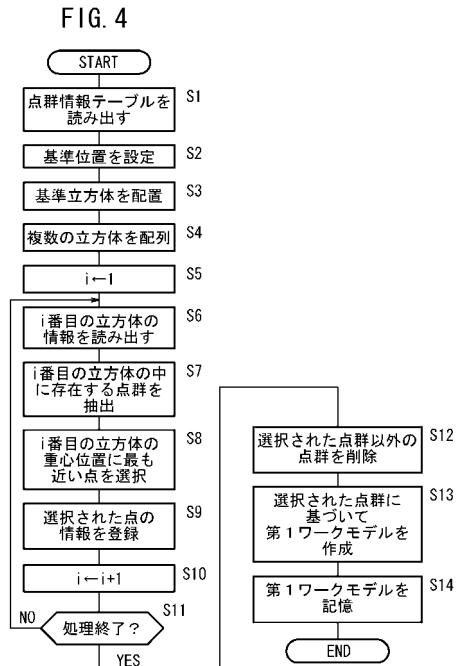 FIG. 4
START
点群情報テーブルを
読み出す
S1
基準位置を設定
S2
基準立方体を配置
S3
複数の立方体を配列
S4
i←1
S5
i番目の立方体の
情報を読み出す
S6
i番目の立方体の中
に存在する点群を
抽出
S7
i番目の立方体の
重心位置に最も
近い点を選択
S8
選択された点の
情報を登録
S9
i←i+1
S10
処理終了?
S11
NO
YES
選択された点群以外の
点群を削除
S12
選択された点群に
基づいて
第1ワークモデルを
作成
S13
第1ワークモデルを
記憶
S14
END